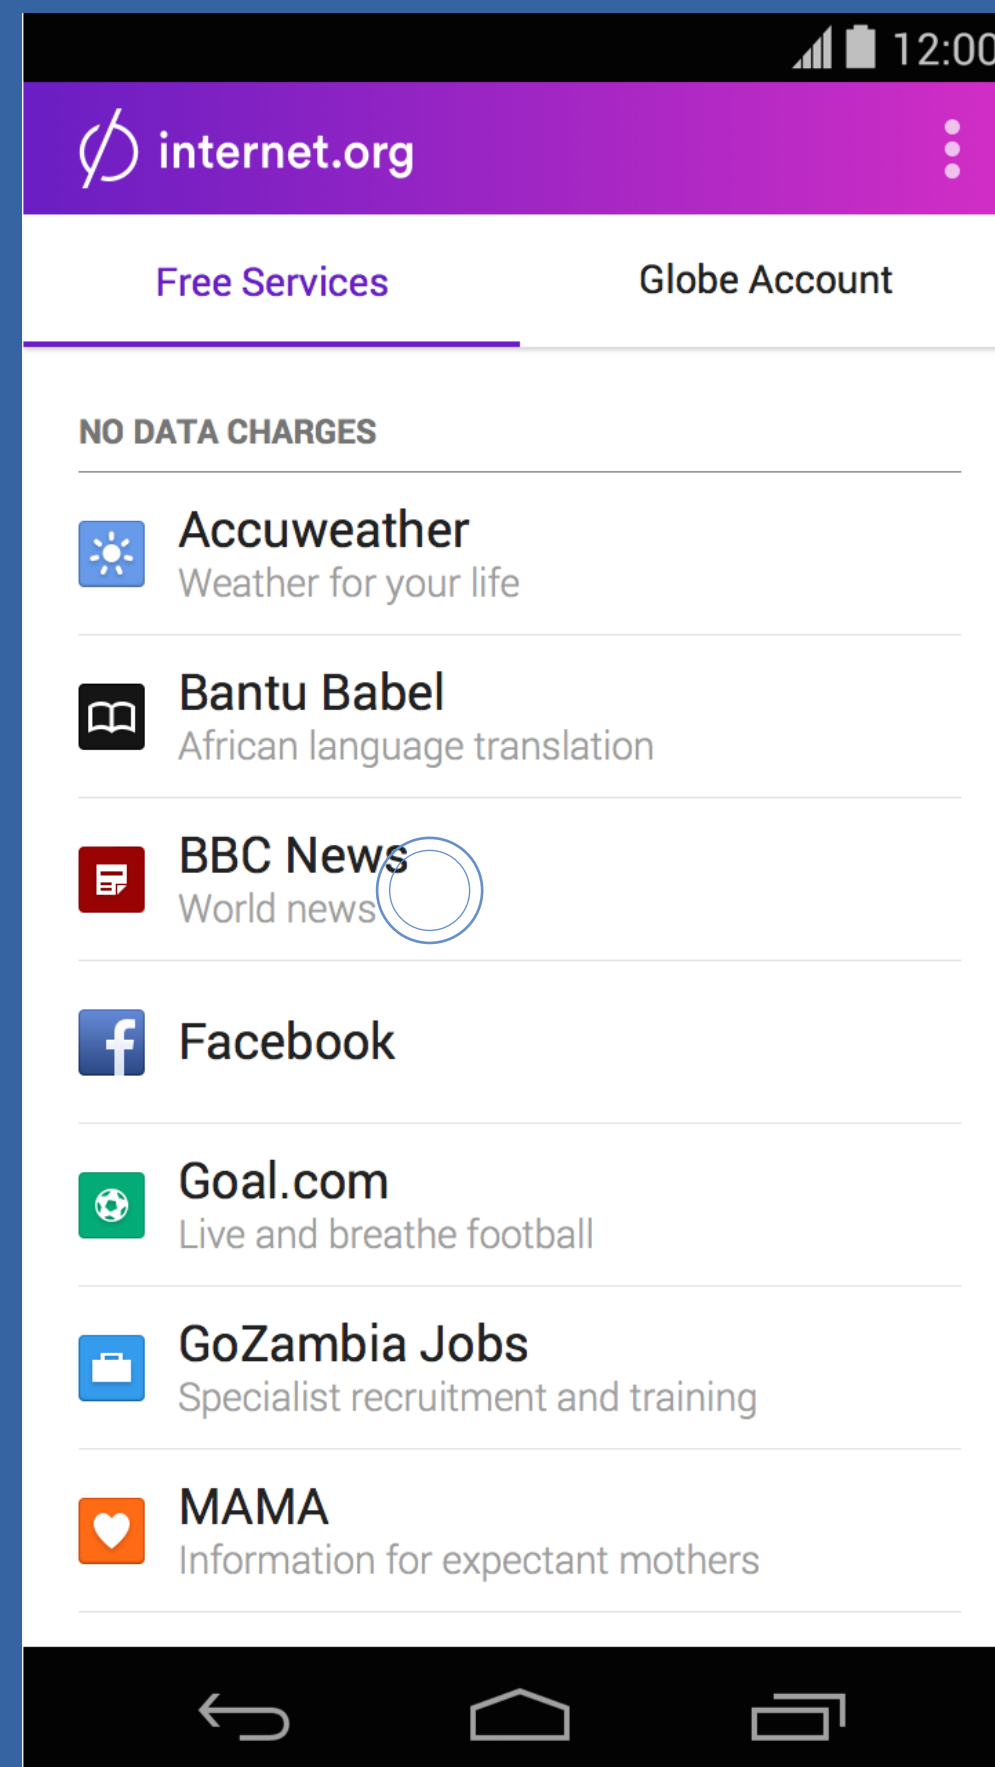 12:00
internet.org
Free Services
Globe Account
NO DATA CHARGES
Accuweather
Weather for your life
Bantu Babel
African language translation
BBC News
World news
Facebook
Goal.com
Live and breathe football
GoZambia Jobs
Specialist recruitment and training
MAMA
Information for expectant mothers